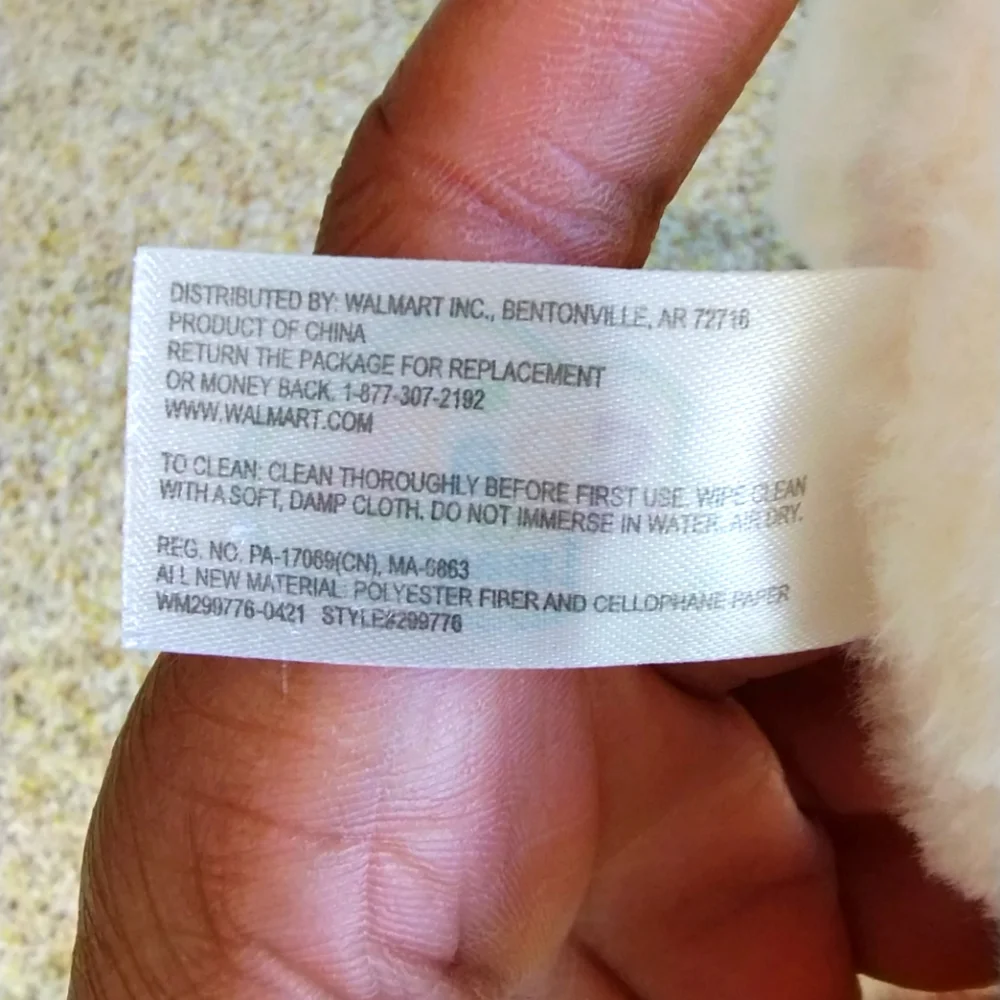 DISTRIBUTED BY: WALMART INC., BENTONVILLE, AR 72716
PRODUCT OF CHINA
RETURN THE PACKAGE FOR REPLACEMENT
OR MONEY BACK. 1-877-307-2192
WWW.WALMART.COM
TO CLEAN: CLEAN THOROUGHLY BEFORE FIRST USE. WIPE CLEAN
WITH A SOFT, DAMP CLOTH. DO NOT IMMERSE IN WATER. AIR DRY.
REG. NO. PA-17069(CN), MA-6863
ALL NEW MATERIAL: POLYESTER FIBER AND CELLOPHANE PAPER
WM299776-0421 STYLE#299776